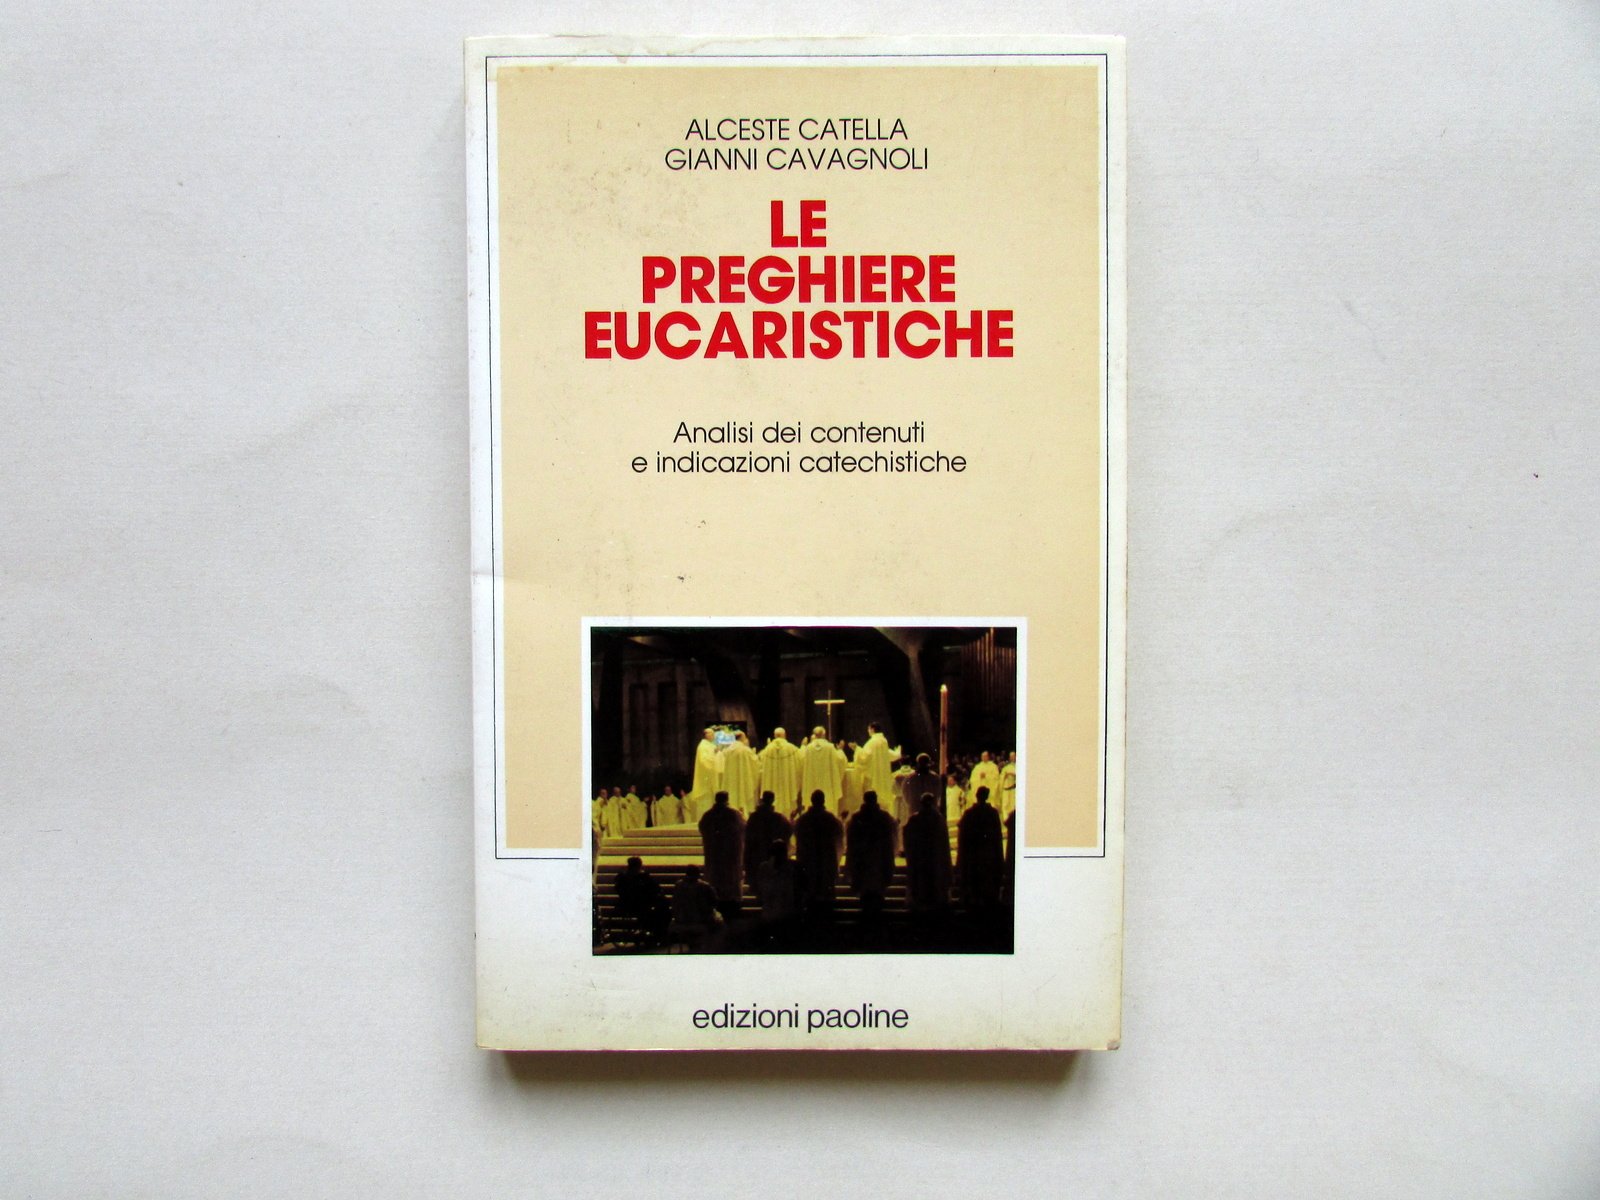 ALCESTE CATELLA
GIANNI CAVAGNOLI
LE
PREGHIERE
EUCARISTICHE
Analisi dei contenuti
e indicazioni catechistiche
edizioni paoline